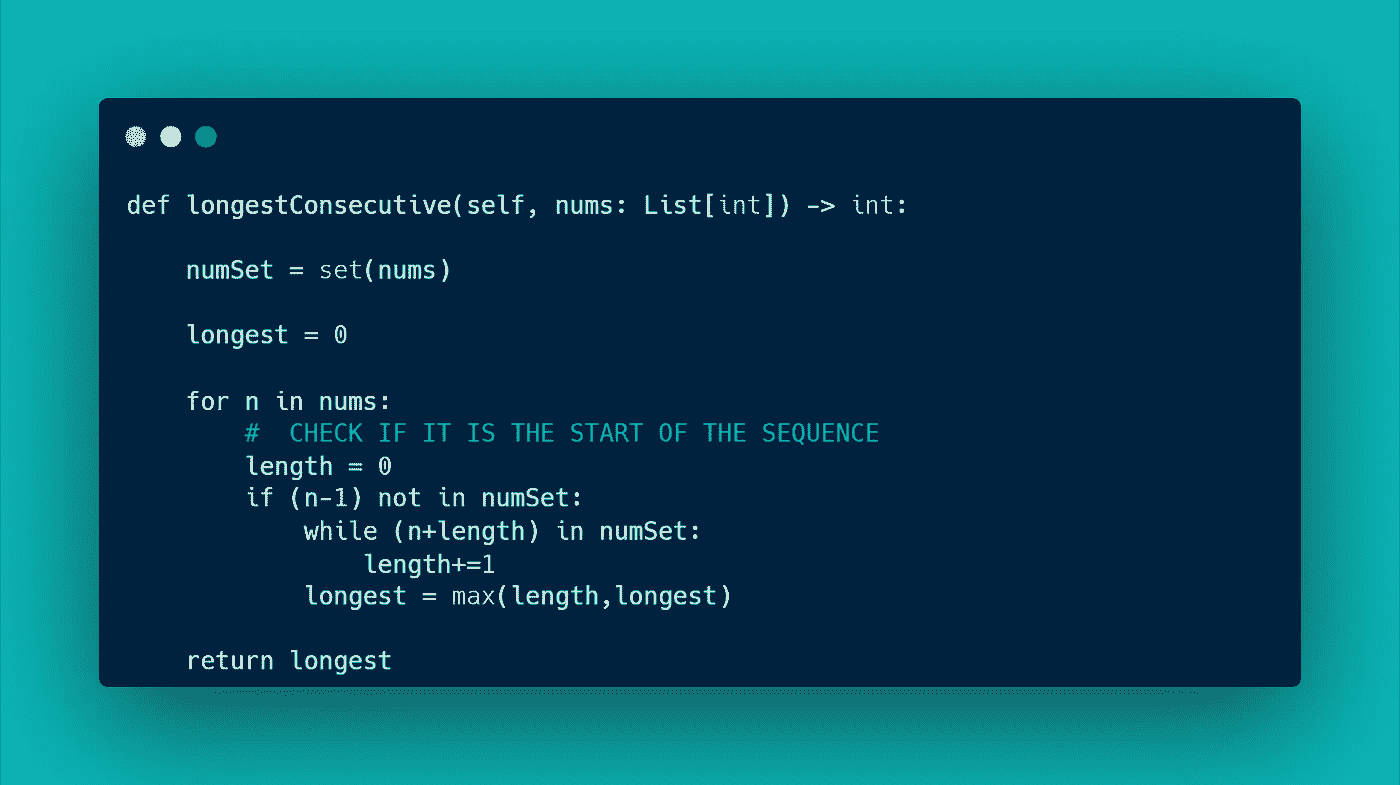 def longestConsecutive(self, nums: List[int]) -> int:
    numSet = set(nums)
    longest = 0
    for n in nums:
        #  CHECK IF IT IS THE START OF THE SEQUENCE
        length = 0
        if (n-1) not in numSet:
            while (n+length) in numSet:
                length+=1
            longest = max(length,longest)
    return longest